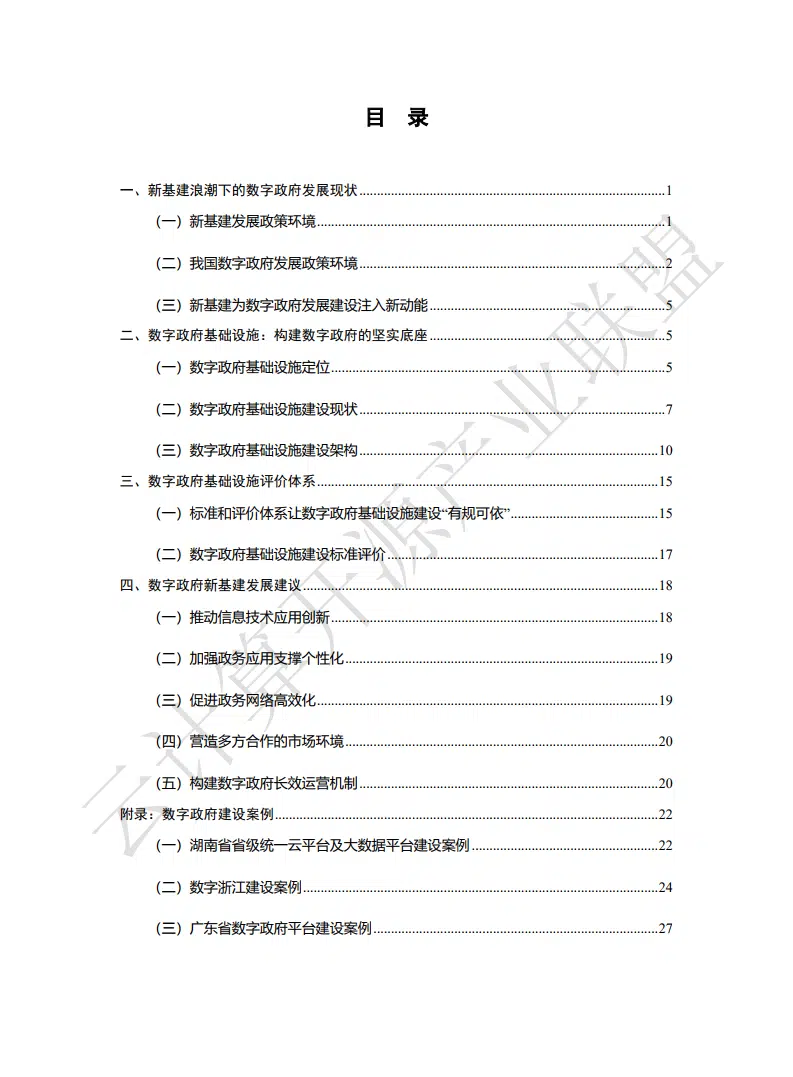 目 录
一、新基建浪潮下的数字政府发展现状......1
（一）新基建发展政策环境......1
（二）我国数字政府发展政策环境......2
（三）新基建为数字政府发展建设注入新动能......5
二、数字政府基础设施：构建数字政府的坚实底座......5
（一）数字政府基础设施定位......5
（二）数字政府基础设施建设现状......7
（三）数字政府基础设施建设架构......10
三、数字政府基础设施评价体系......15
（一）标准和评价体系让数字政府基础设施建设“有规可依”......15
（二）数字政府基础设施建设标准评价......17
四、数字政府新基建发展建议......18
（一）推动信息技术应用创新......18
（二）加强政务应用支撑个性化......19
（三）促进政务网络高效化......19
（四）营造多方合作的市场环境......20
（五）构建数字政府长效运营机制......20
附录：数字政府建设案例......22
（一）湖南省省级统一云平台及大数据平台建设案例......22
（二）数字浙江建设案例......24
（三）广东省数字政府平台建设案例......27
云计算开源产业联盟